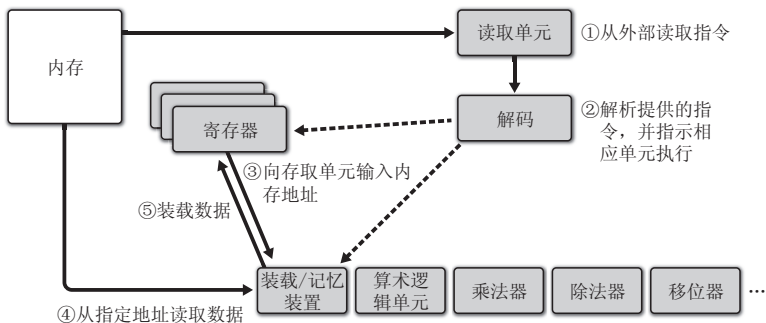 读取单元
①从外部读取指令
内存
解码
②解析提供的指
令，并指示相
应单元执行
寄存器
③向存取单元输入内
存地址
⑤装载数据
装载/记忆
装置
算术逻
辑单元
乘法器
除法器
移位器
…
④从指定地址读取数据